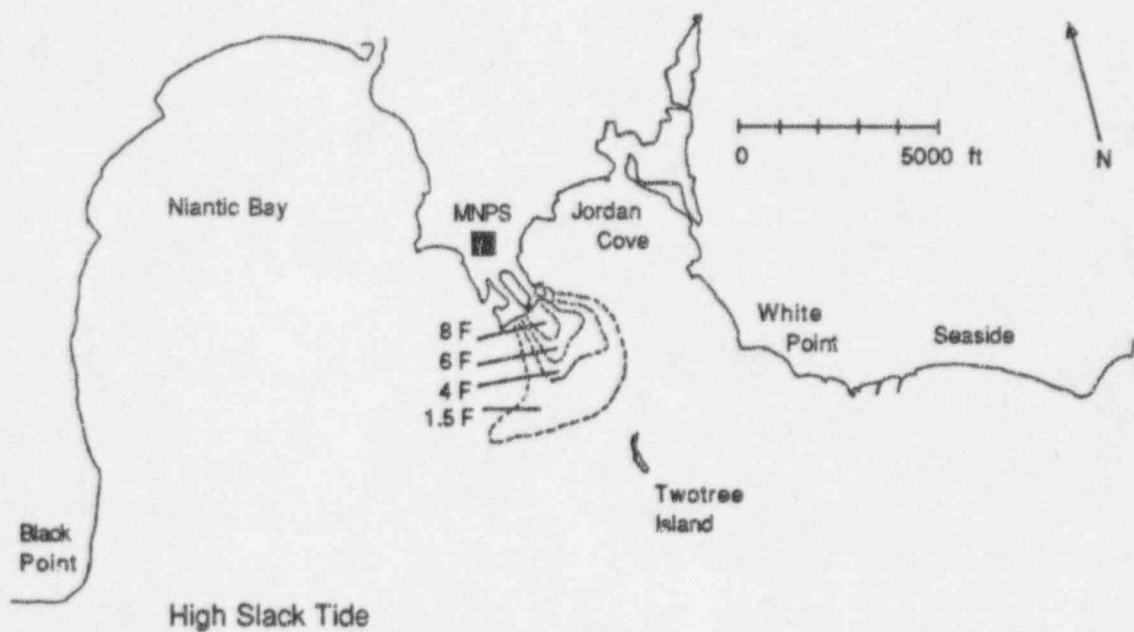 Niantic Bay
MNPS
Jordan
Cove
0 5000 ft
N
White
Point
Seaside
8 F
6 F
4 F
1.5 F
Twotree
Island
Black
Point
High Slack Tide